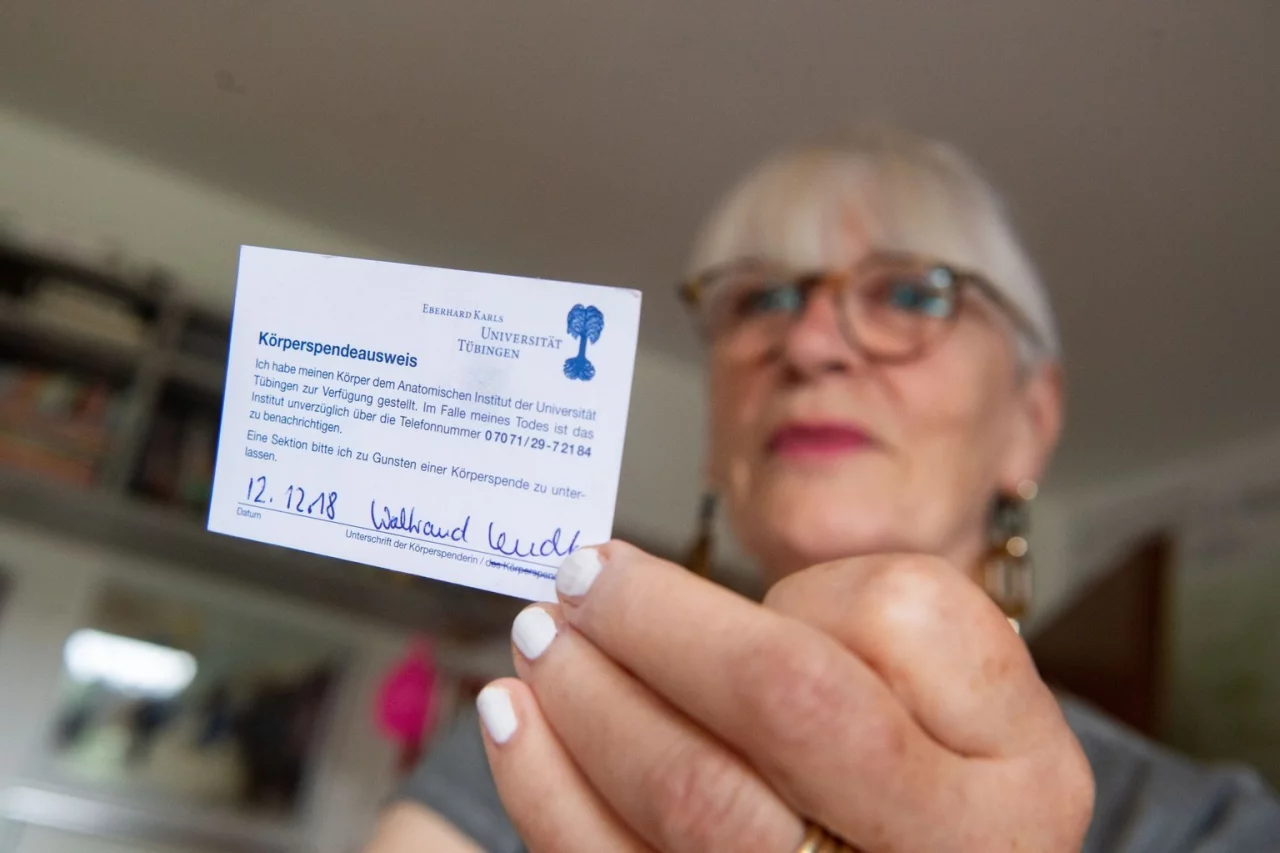 EBERHARD KARLS
UNIVERSITÄT
TÜBINGEN
Körperspendeausweis
Ich habe meinen Körper dem Anatomischen Institut der Universität
Tübingen zur Verfügung gestellt. Im Falle meines Todes ist das
Institut unverzüglich über die Telefonnummer 07071/29-72184
zu benachrichtigen.
Eine Sektion bitte ich zu Gunsten einer Körperspende zu unter-
lassen.
12.12.18 Waltraud
Datum
Unterschrift der Körperspenderin / des